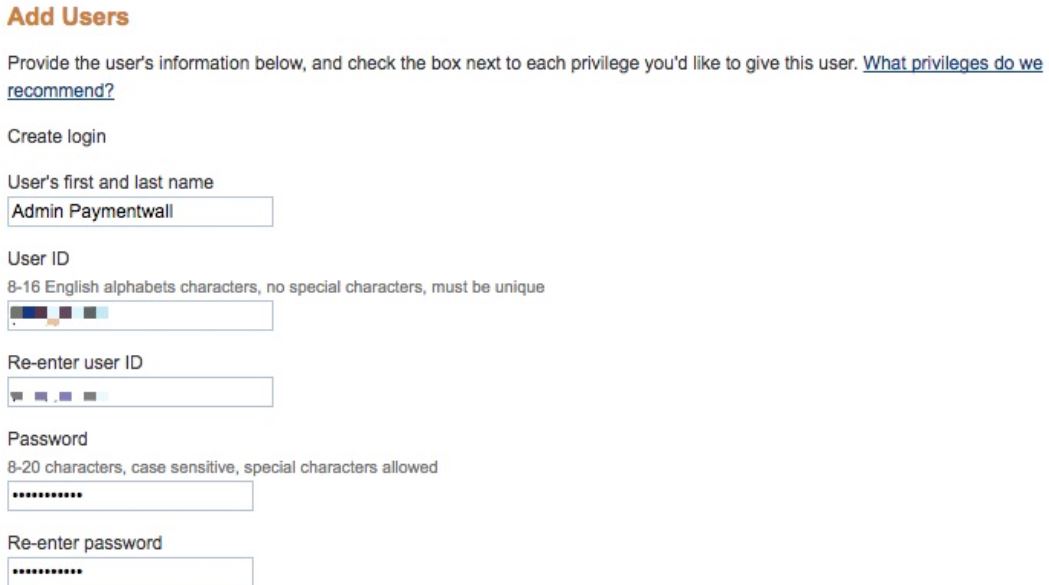 Add Users
Provide the user's information below, and check the box next to each privilege you'd like to give this user. What privileges do we
recommend?
Create login
User's first and last name
Admin Paymentwall
User ID
8-16 English alphabets characters, no special characters, must be unique
Re-enter user ID
Password
8-20 characters, case sensitive, special characters allowed
•••••••••••
Re-enter password
•••••••••••